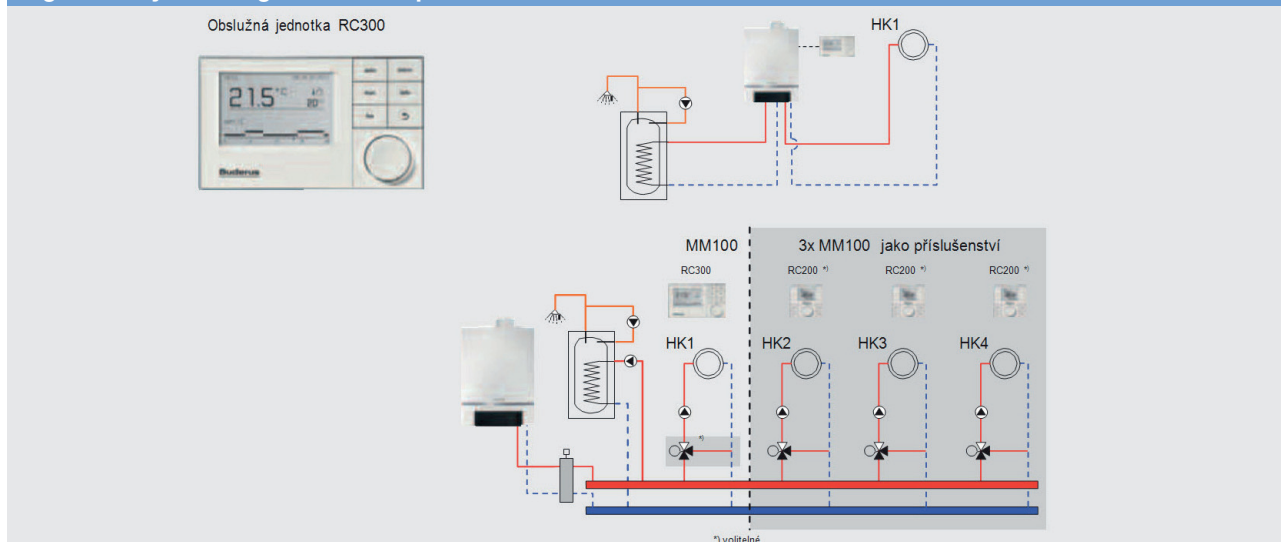 Obslužná jednotka RC300
HK1
21.5 °C
20
Buderus
MM100
3x MM100 jako příslušenství
RC300
RC200 *)
RC200 *)
RC200 *)
HK1
HK2
HK3
HK4
*)
*) volitelné